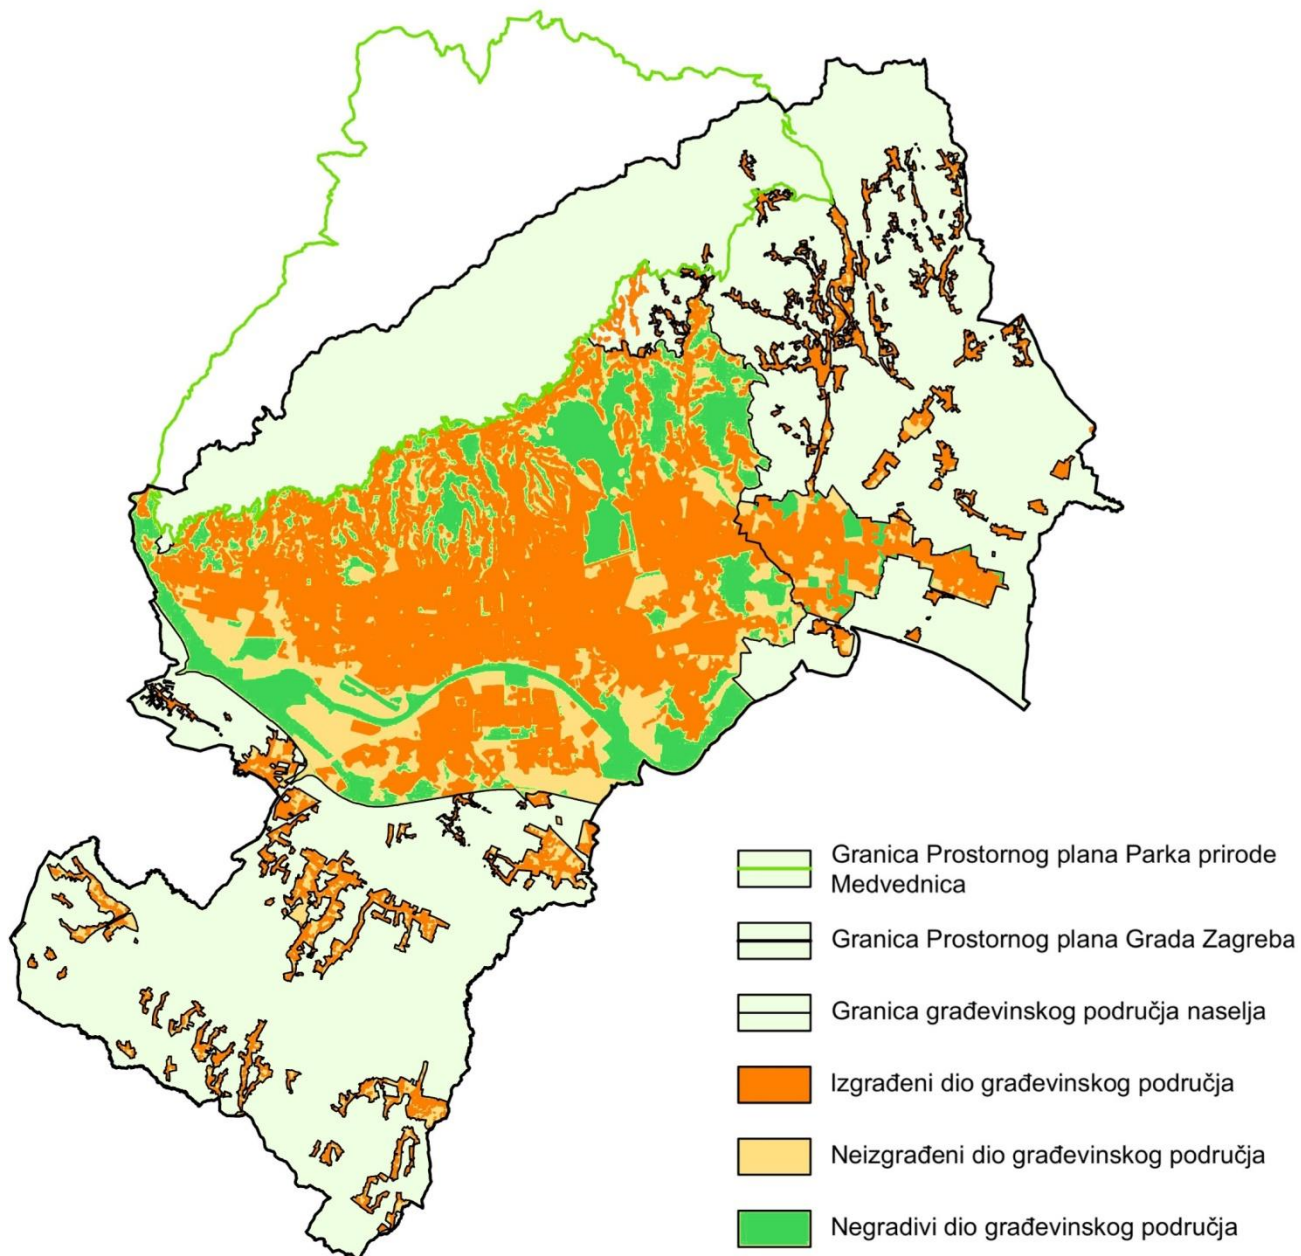 Granica Prostornog plana Parka prirode
Medvednica
Granica Prostornog plana Grada Zagreba
Granica građevinskog područja naselja
Izgrađeni dio građevinskog područja
Neizgrađeni dio građevinskog područja
Negradivi dio građevinskog područja